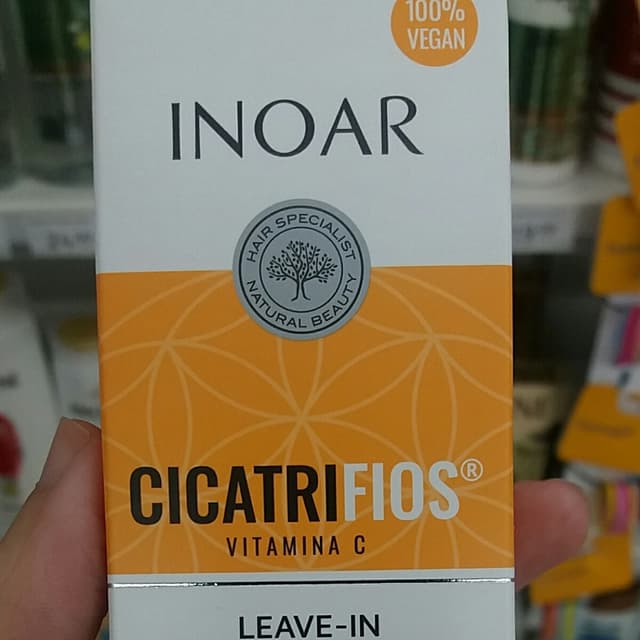 100%
VEGAN
INOAR
HAIR SPECIALIST
NATURAL BEAUTY
CICATRIFIOS®
VITAMINA C
LEAVE-IN